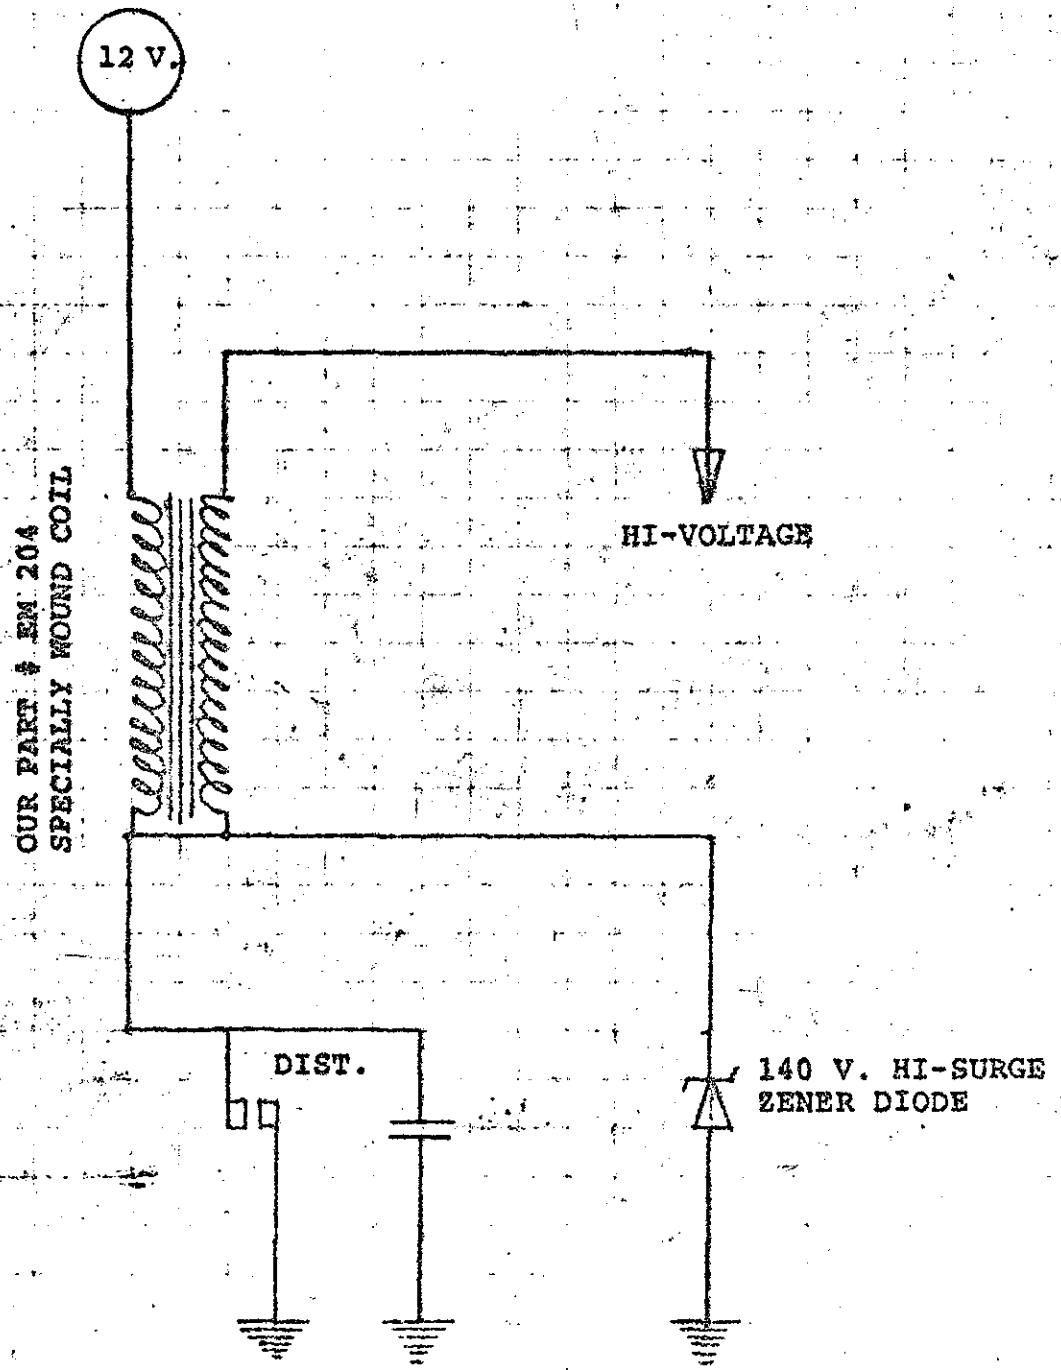 12 V.
OUR PART # EM 204
SPECIALLY WOUND COIL
HI-VOLTAGE
DIST.
140 V. HI-SURGE
ZENER DIODE